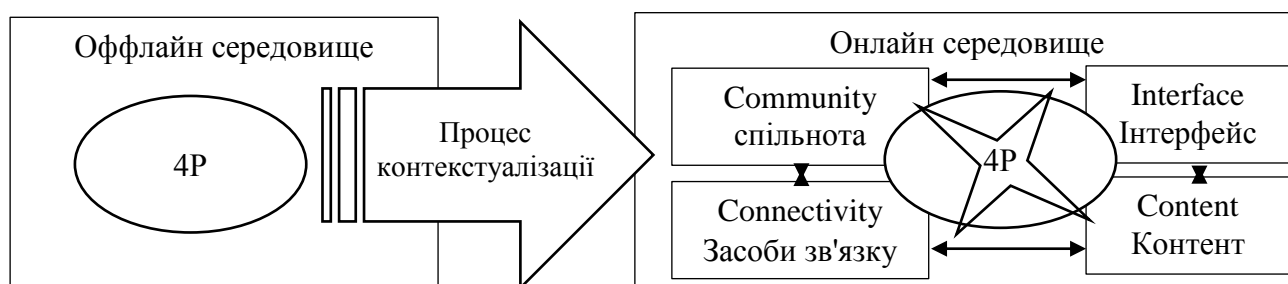 Оффлайн середовище
4P
Процес
контекстуалізації
Онлайн середовище
Community
спільнота
Interface
Інтерфейс
4P
Connectivity
Засоби зв'язку
Content
Контент